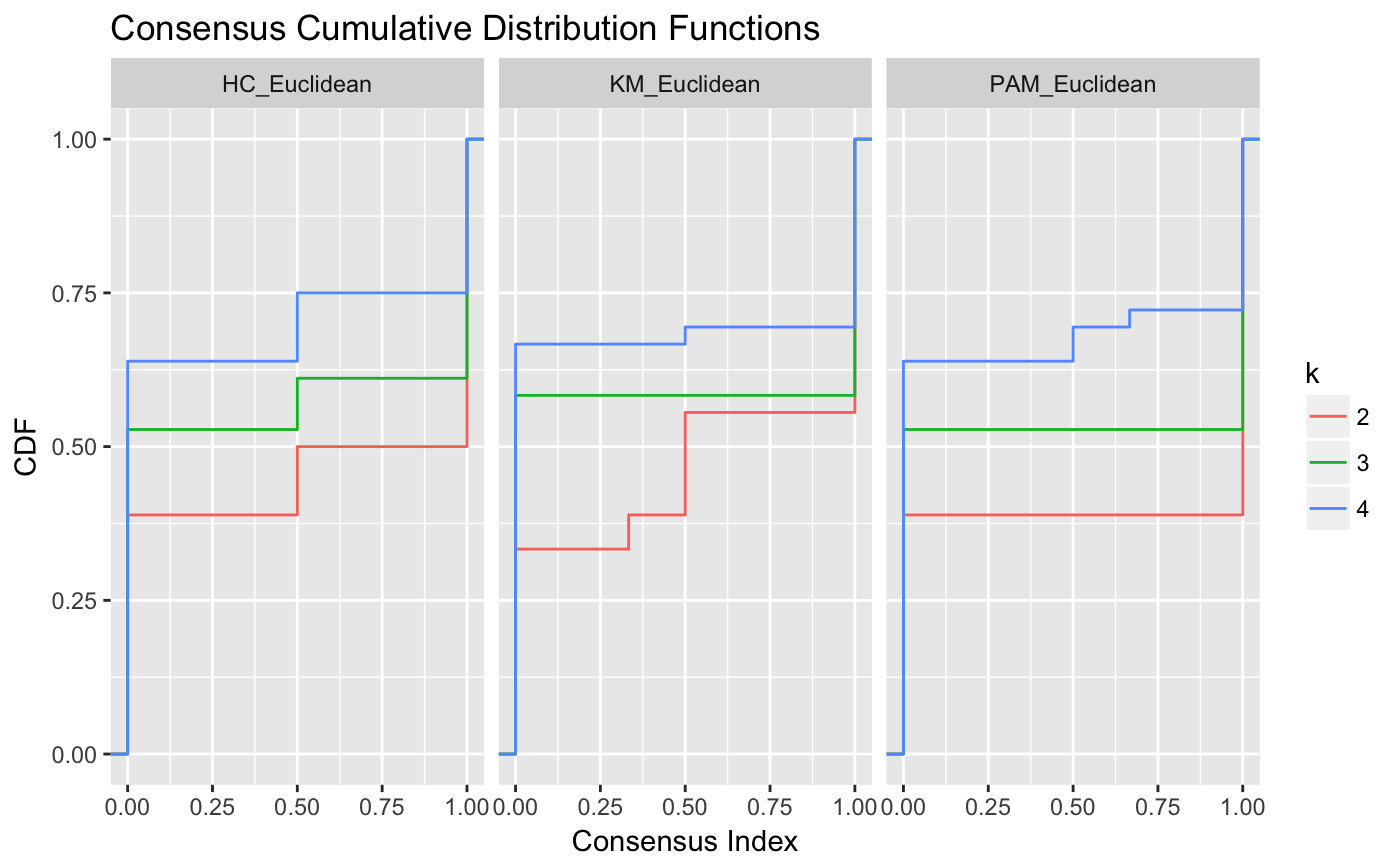 Consensus Cumulative Distribution Functions
HC_Euclidean KM_Euclidean PAM_Euclidean
1.00
0.75
0.50
0.25
0.00
CDF
k
2
3
4
0.00 0.25 0.50 0.75 1.00 0.00 0.25 0.50 0.75 1.00 0.00 0.25 0.50 0.75 1.00
Consensus Index